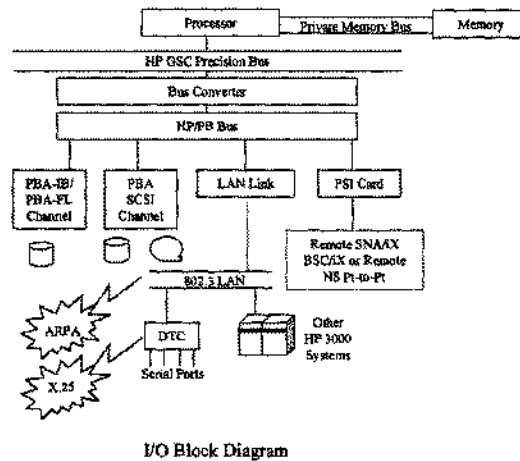 Processor
Private Memory Bus
Memory
HP GSC Precision Bus
Bus Converter
HP/PB Bus
PBA-IB/
PBA-FL
Channel
PBA
SCSI
Channel
LAN Link
PSI Card
Remote SNA/iX
BSC/iX or Remote
NS Pt-to-Pt
802.3 LAN
ARPA
DTC
Other
HP 3000
Systems
X.25
Serial Ports
I/O Block Diagram